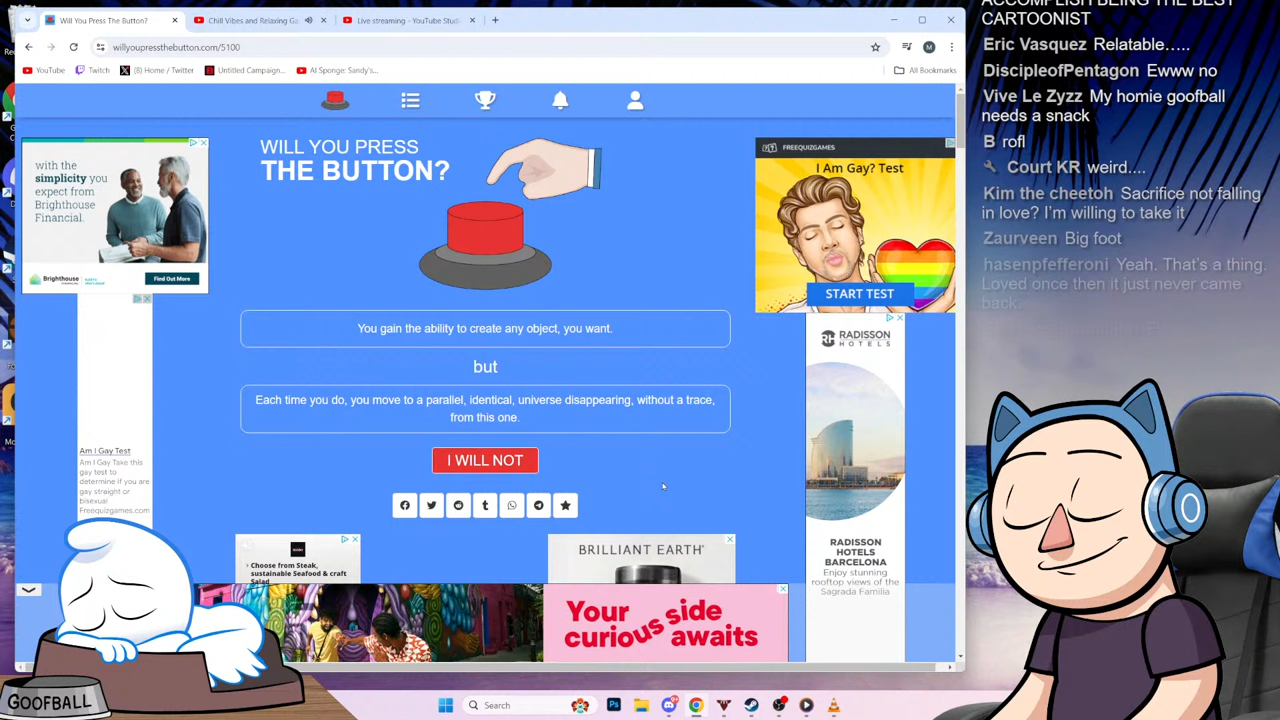 Will You Press The Button?
Chill Vibes and Relaxing Ga
Live streaming - YouTube Stud
willyoupressthebutton.com/5100
M
YouTube
Twitch
(8) Home / Twitter
Untitled Campaign...
AI Sponge: Sandy's...
All Bookmarks
WILL YOU PRESS
THE BUTTON?
with the
simplicity you
expect from
Brighthouse
Financial.
Brighthouse
FINANCIAL
Find Out More
FREEQUIZGAMES
I Am Gay? Test
START TEST
You gain the ability to create any object, you want.
but
Each time you do, you move to a parallel, identical, universe disappearing, without a trace,
from this one.
I WILL NOT
Am I Gay Test
Am I Gay Take this
gay test to
determine if you are
gay straight or
bisexual
Freequizgames.com
RADISSON
HOTELS
RADISSON
HOTELS
BARCELONA
Enjoy stunning
rooftop views of the
Sagrada Familia
Choose from Steak,
sustainable Seafood & craft
Salad
BRILLIANT EARTH
Your side
curious awaits
GOOFBALL
Search
ACCOMPLISH BEING THE BEST
CARTOONIST
Eric Vasquez Relatable.....
DiscipleofPentagon Ewww no
Vive Le Zyzz My homie goofball
needs a snack
B rofl
Court KR weird....
Kim the cheetoh Sacrifice not falling
in love? I'm willing to take it
Zaurveen Big foot
hasenpfefferoni Yeah. That's a thing.
Loved once then it just never came
back.